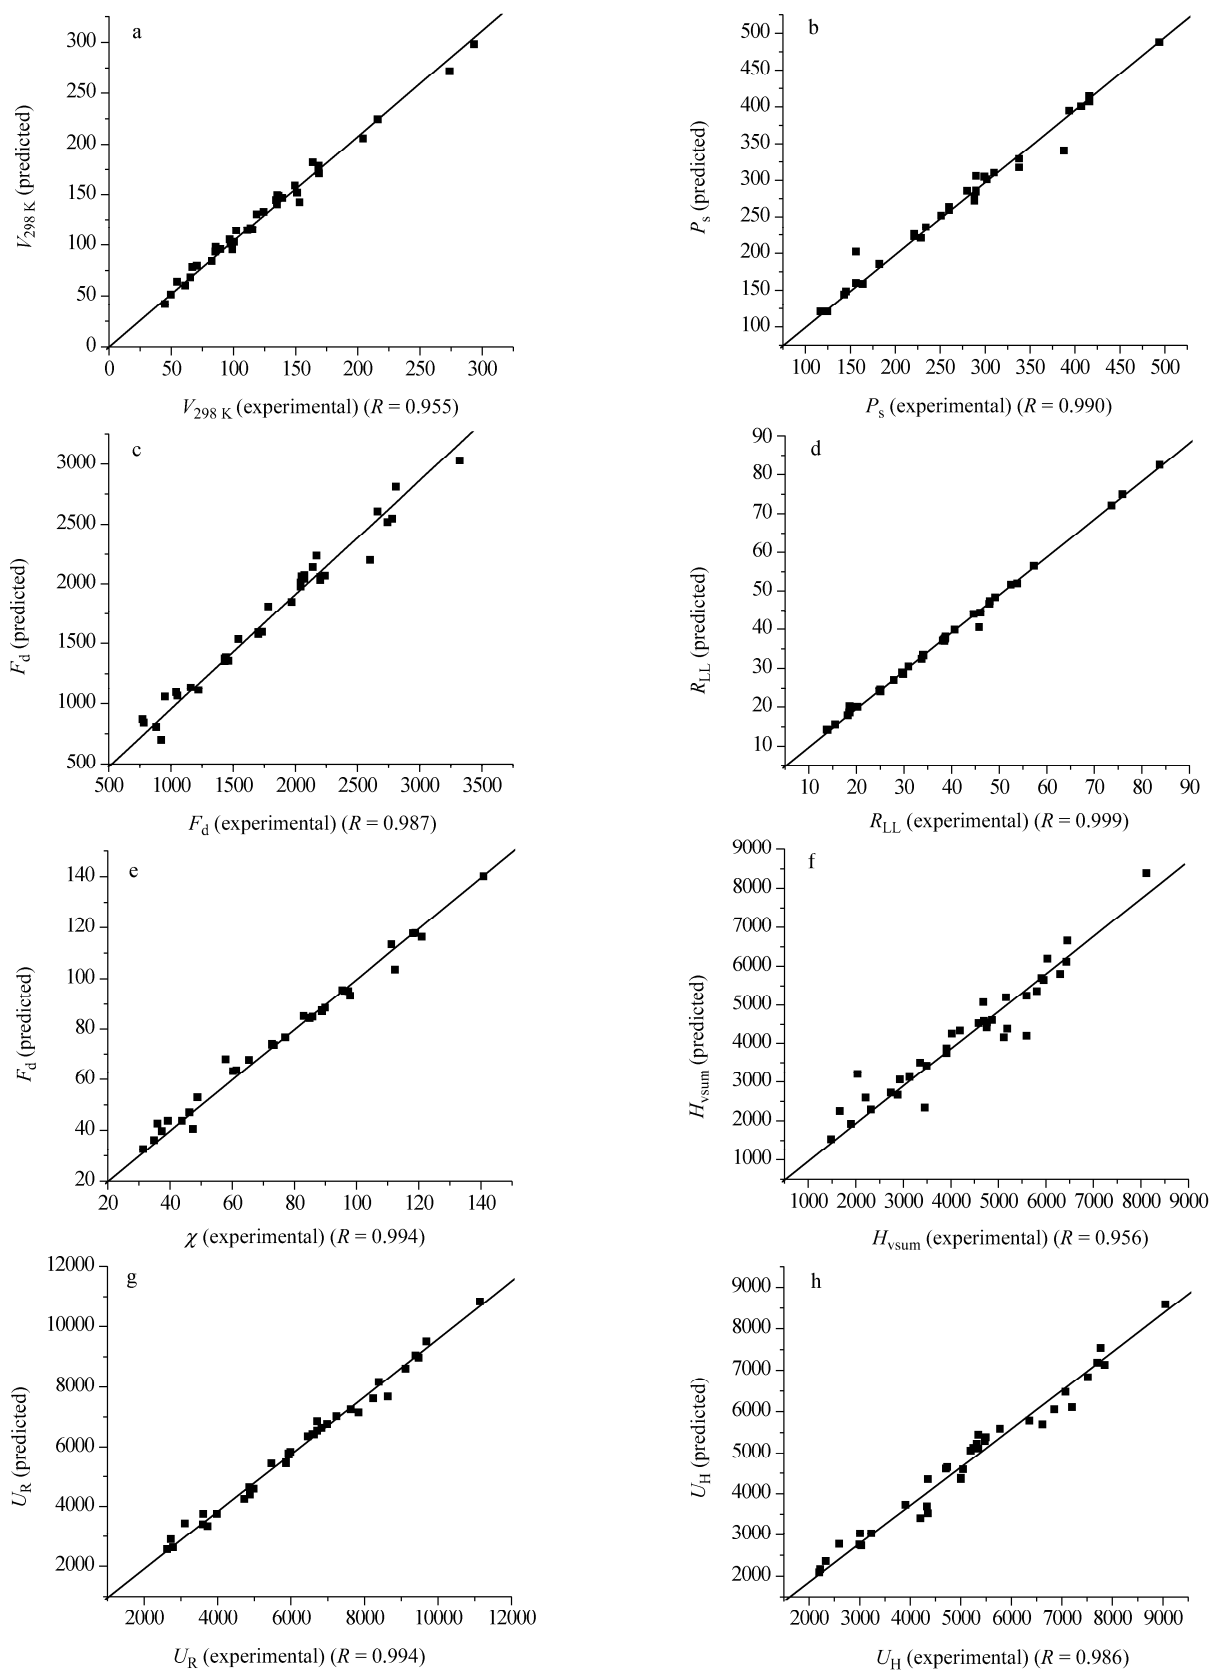 a
300
250
200
150
100
50
0
V298 K (predicted)
0 50 100 150 200 250 300
V298 K (experimental) (R = 0.955)
b
500
450
400
350
300
250
200
150
100
Ps (predicted)
100 150 200 250 300 350 400 450 500
Ps (experimental) (R = 0.990)
c
3000
2500
2000
1500
1000
500
Fd (predicted)
500 1000 1500 2000 2500 3000 3500
Fd (experimental) (R = 0.987)
d
90
80
70
60
50
40
30
20
10
RLL (predicted)
10 20 30 40 50 60 70 80 90
RLL (experimental) (R = 0.999)
e
140
120
100
80
60
40
20
Fd (predicted)
20 40 60 80 100 120 140
χ (experimental) (R = 0.994)
f
9000
8000
7000
6000
5000
4000
3000
2000
1000
Hvsum (predicted)
1000 2000 3000 4000 5000 6000 7000 8000 9000
Hvsum (experimental) (R = 0.956)
g
12000
10000
8000
6000
4000
2000
UR (predicted)
2000 4000 6000 8000 10000 12000
UR (experimental) (R = 0.994)
h
9000
8000
7000
6000
5000
4000
3000
2000
UH (predicted)
2000 3000 4000 5000 6000 7000 8000 9000
UH (experimental) (R = 0.986)